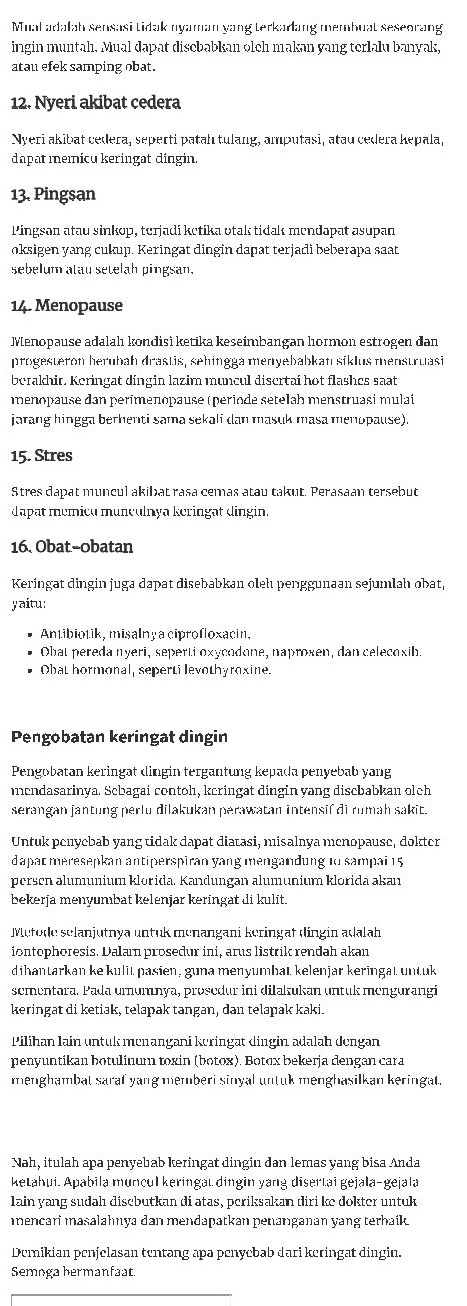 Mual adalah sensasi tidak nyaman yang terkadang membuat seseorang
ingin muntah. Mual dapat disebabkan oleh makan yang terlalu banyak,
atau efek samping obat.
12. Nyeri akibat cedera
Nyeri akibat cedera, seperti patah tulang, amputasi, atau cedera kepala,
dapat memicu keringat dingin.
13. Pingsan
Pingsan atau sinkop, terjadi ketika otak tidak mendapat asupan
oksigen yang cukup. Keringat dingin dapat terjadi beberapa saat
sebelum atau setelah pingsan.
14. Menopause
Menopause adalah kondisi ketika keseimbangan hormon estrogen dan
progesteron berubah drastis, sehingga menyebabkan siklus menstruasi
berakhir. Keringat dingin lazim muncul disertai hot flashes saat
menopause dan perimenopause (periode setelah menstruasi mulai
jarang hingga berhenti sama sekali dan masuk masa menopause).
15. Stres
Stres dapat muncul akibat rasa cemas atau takut. Perasaan tersebut
dapat memicu munculnya keringat dingin.
16. Obat-obatan
Keringat dingin juga dapat disebabkan oleh penggunaan sejumlah obat,
yaitu:
• Antibiotik, misalnya ciprofloxacin.
• Obat pereda nyeri, seperti oxycodone, naproxen, dan celecoxib.
• Obat hormonal, seperti levothyroxine.
Pengobatan keringat dingin
Pengobatan keringat dingin tergantung kepada penyebab yang
mendasarinya. Sebagai contoh, keringat dingin yang disebabkan oleh
serangan jantung perlu dilakukan perawatan intensif di rumah sakit.
Untuk penyebab yang tidak dapat diatasi, misalnya menopause, dokter
dapat meresepkan antiperspiran yang mengandung 10 sampai 15
persen alumunium klorida. Kandungan alumunium klorida akan
bekerja menyumbat kelenjar keringat di kulit.
Metode selanjutnya untuk menangani keringat dingin adalah
iontophoresis. Dalam prosedur ini, arus listrik rendah akan
dihantarkan ke kulit pasien, guna menyumbat kelenjar keringat untuk
sementara. Pada umumnya, prosedur ini dilakukan untuk mengurangi
keringat di ketiak, telapak tangan, dan telapak kaki.
Pilihan lain untuk menangani keringat dingin adalah dengan
penyuntikan botulinum toxin (botox). Botox bekerja dengan cara
menghambat saraf yang memberi sinyal untuk menghasilkan keringat.
Nah, itulah apa penyebab keringat dingin dan lemas yang bisa Anda
ketahui. Apabila muncul keringat dingin yang disertai gejala-gejala
lain yang sudah disebutkan di atas, periksakan diri ke dokter untuk
mencari masalahnya dan mendapatkan penanganan yang terbaik.
Demikian penjelasan tentang apa penyebab dari keringat dingin.
Semoga bermanfaat.